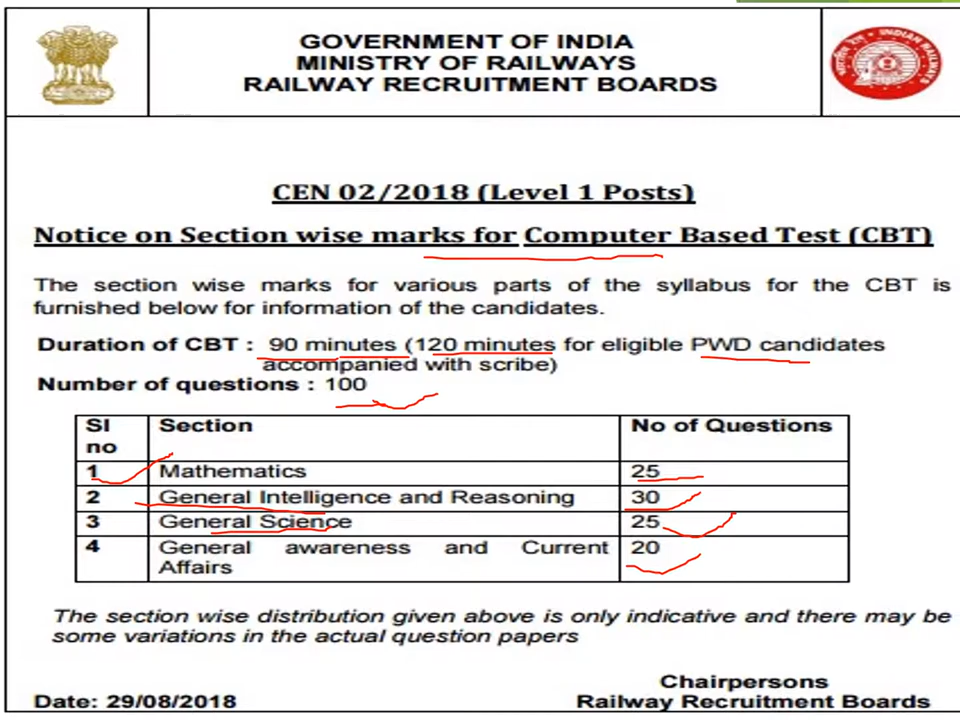 GOVERNMENT OF INDIA
MINISTRY OF RAILWAYS
RAILWAY RECRUITMENT BOARDS
INDIAN RAILWAYS
CEN 02/2018 (Level 1 Posts)
Notice on Section wise marks for Computer Based Test (CBT)
The section wise marks for various parts of the syllabus for the CBT is
furnished below for information of the candidates.
Duration of CBT : 90 minutes (120 minutes for eligible PWD candidates
accompanied with scribe)
Number of questions : 100
Sl no Section No of Questions
1 Mathematics 25
2 General Intelligence and Reasoning 30
3 General Science 25
4 General awareness and Current 20
Affairs
The section wise distribution given above is only indicative and there may be
some variations in the actual question papers
Chairpersons
Date: 29/08/2018 Railway Recruitment Boards